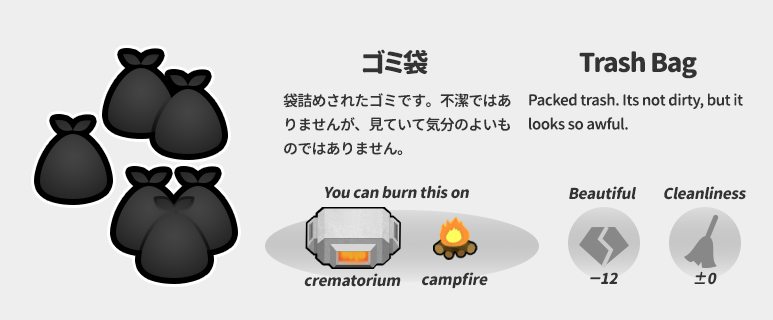 ゴミ袋
袋詰めされたゴミです。不潔ではあ
りませんが、見ていて気分のよいも
のではありません。
Trash Bag
Packed trash. Its not dirty, but it
looks so awful.
You can burn this on
crematorium
campfire
Beautiful
−12
Cleanliness
±0